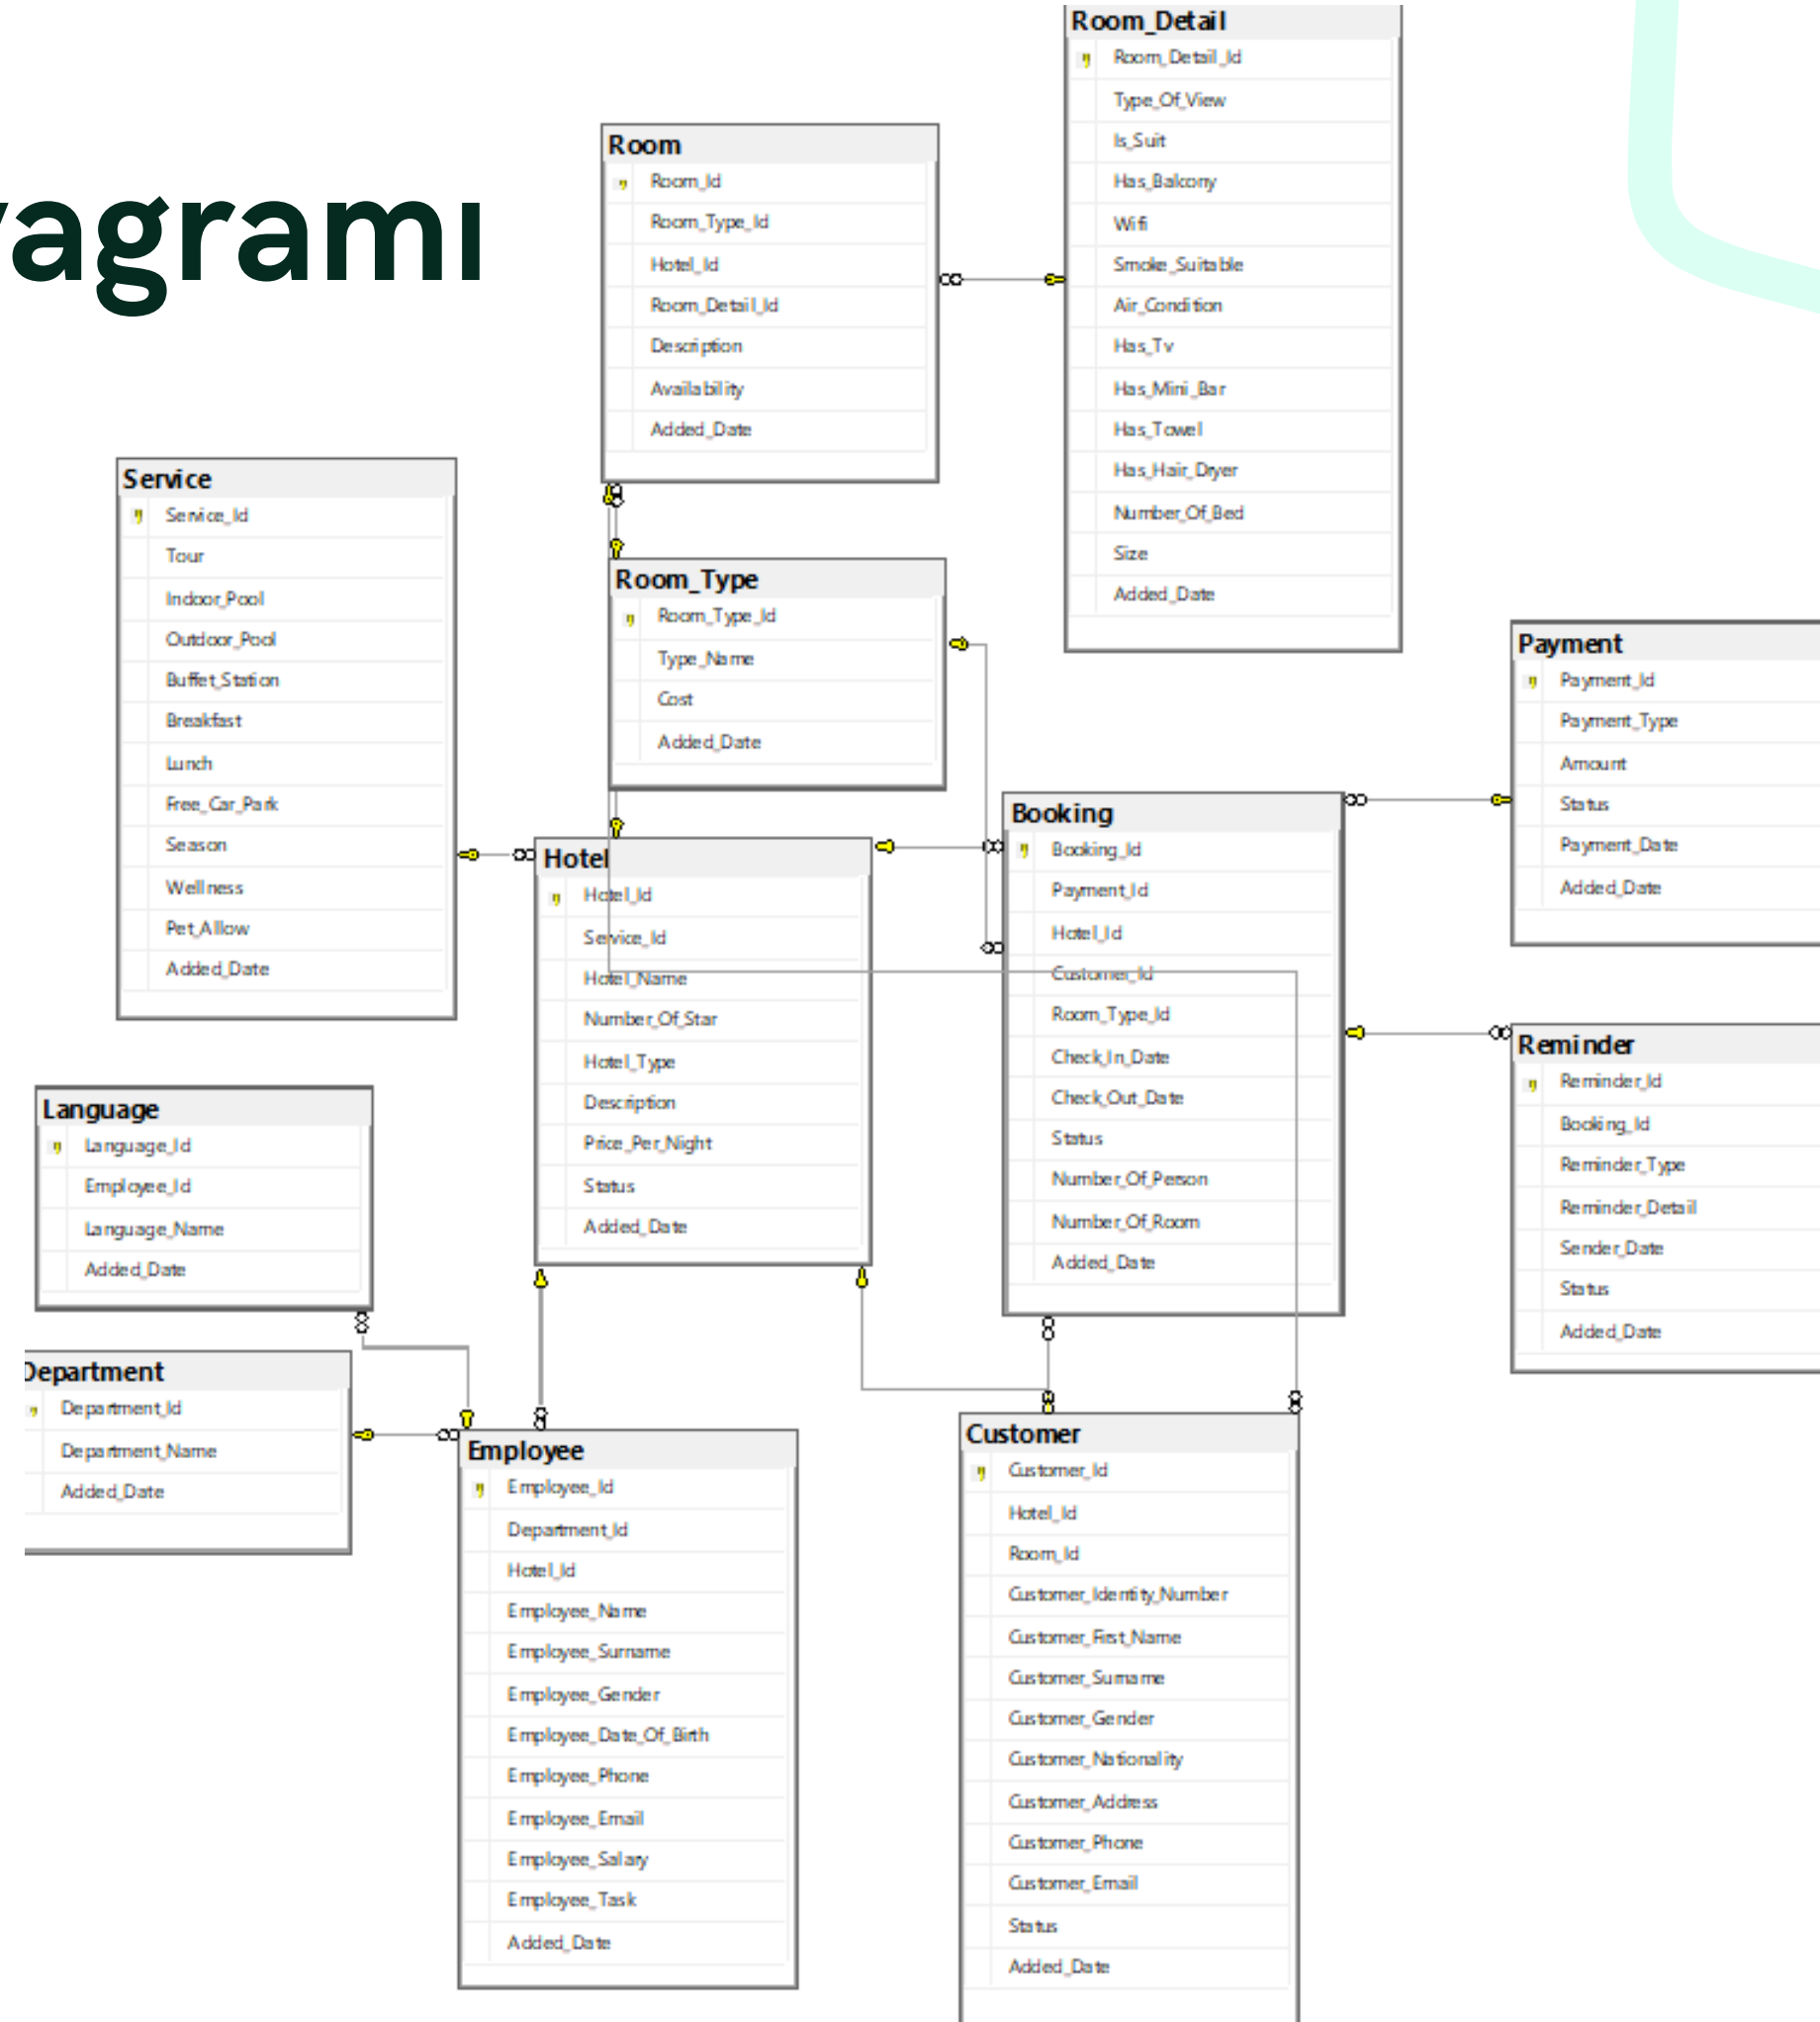 yagramı
Room_Detail
Room_Detail_Id
Type_Of_View
Is_Suit
Has_Balcony
Wifi
Smoke_Suitable
Air_Condition
Has_Tv
Has_Mini_Bar
Has_Towel
Has_Hair_Dryer
Number_Of_Bed
Size
Added_Date
Room
Room_Id
Room_Type_Id
Hotel_Id
Room_Detail_Id
Description
Availability
Added_Date
Service
Service_Id
Tour
Indoor_Pool
Outdoor_Pool
Buffet_Station
Breakfast
Lunch
Free_Car_Park
Season
Wellness
Pet_Allow
Added_Date
Room_Type
Room_Type_Id
Type_Name
Cost
Added_Date
Payment
Payment_Id
Payment_Type
Amount
Status
Payment_Date
Added_Date
Booking
Booking_Id
Payment_Id
Hotel_Id
Customer_Id
Room_Type_Id
Check_In_Date
Check_Out_Date
Status
Number_Of_Person
Number_Of_Room
Added_Date
Hotel
Hotel_Id
Service_Id
Hotel_Name
Number_Of_Star
Hotel_Type
Description
Price_Per_Night
Status
Added_Date
Reminder
Reminder_Id
Booking_Id
Reminder_Type
Reminder_Detail
Sender_Date
Status
Added_Date
Language
Language_Id
Employee_Id
Language_Name
Added_Date
Department
Department_Id
Department_Name
Added_Date
Employee
Employee_Id
Department_Id
Hotel_Id
Employee_Name
Employee_Surname
Employee_Gender
Employee_Date_Of_Birth
Employee_Phone
Employee_Email
Employee_Salary
Employee_Task
Added_Date
Customer
Customer_Id
Hotel_Id
Room_Id
Customer_Identity_Number
Customer_First_Name
Customer_Surname
Customer_Gender
Customer_Nationality
Customer_Address
Customer_Phone
Customer_Email
Status
Added_Date